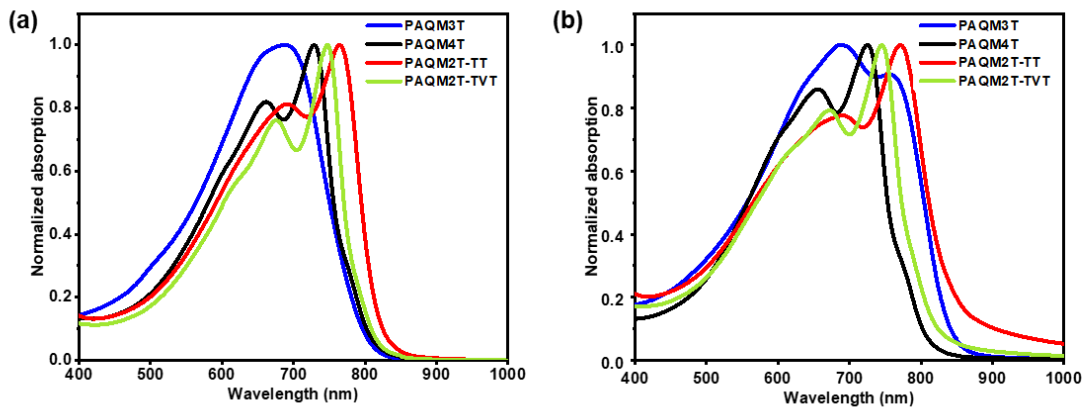 (a)
PAQM3T
PAQM4T
PAQM2T-TT
PAQM2T-TVT
1.0
0.8
0.6
0.4
0.2
0.0
Normalized absorption
400 500 600 700 800 900 1000
Wavelength (nm)
(b)
PAQM3T
PAQM4T
PAQM2T-TT
PAQM2T-TVT
1.0
0.8
0.6
0.4
0.2
0.0
Normalized absorption
400 500 600 700 800 900 1000
Wavelength (nm)